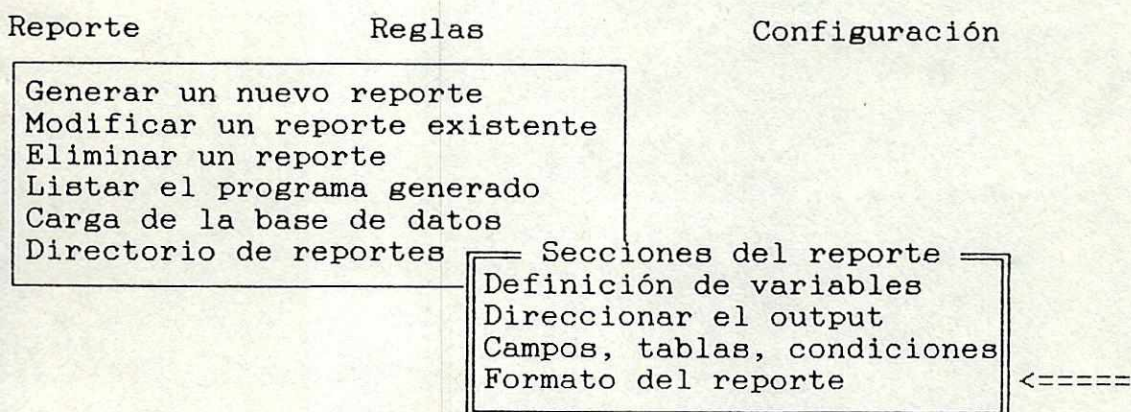 Reporte Reglas Configuración
Generar un nuevo reporte
Modificar un reporte existente
Eliminar un reporte
Listar el programa generado
Carga de la base de datos
Directorio de reportes
Secciones del reporte
Definición de variables
Direccionar el output
Campos, tablas, condiciones
Formato del reporte <=====